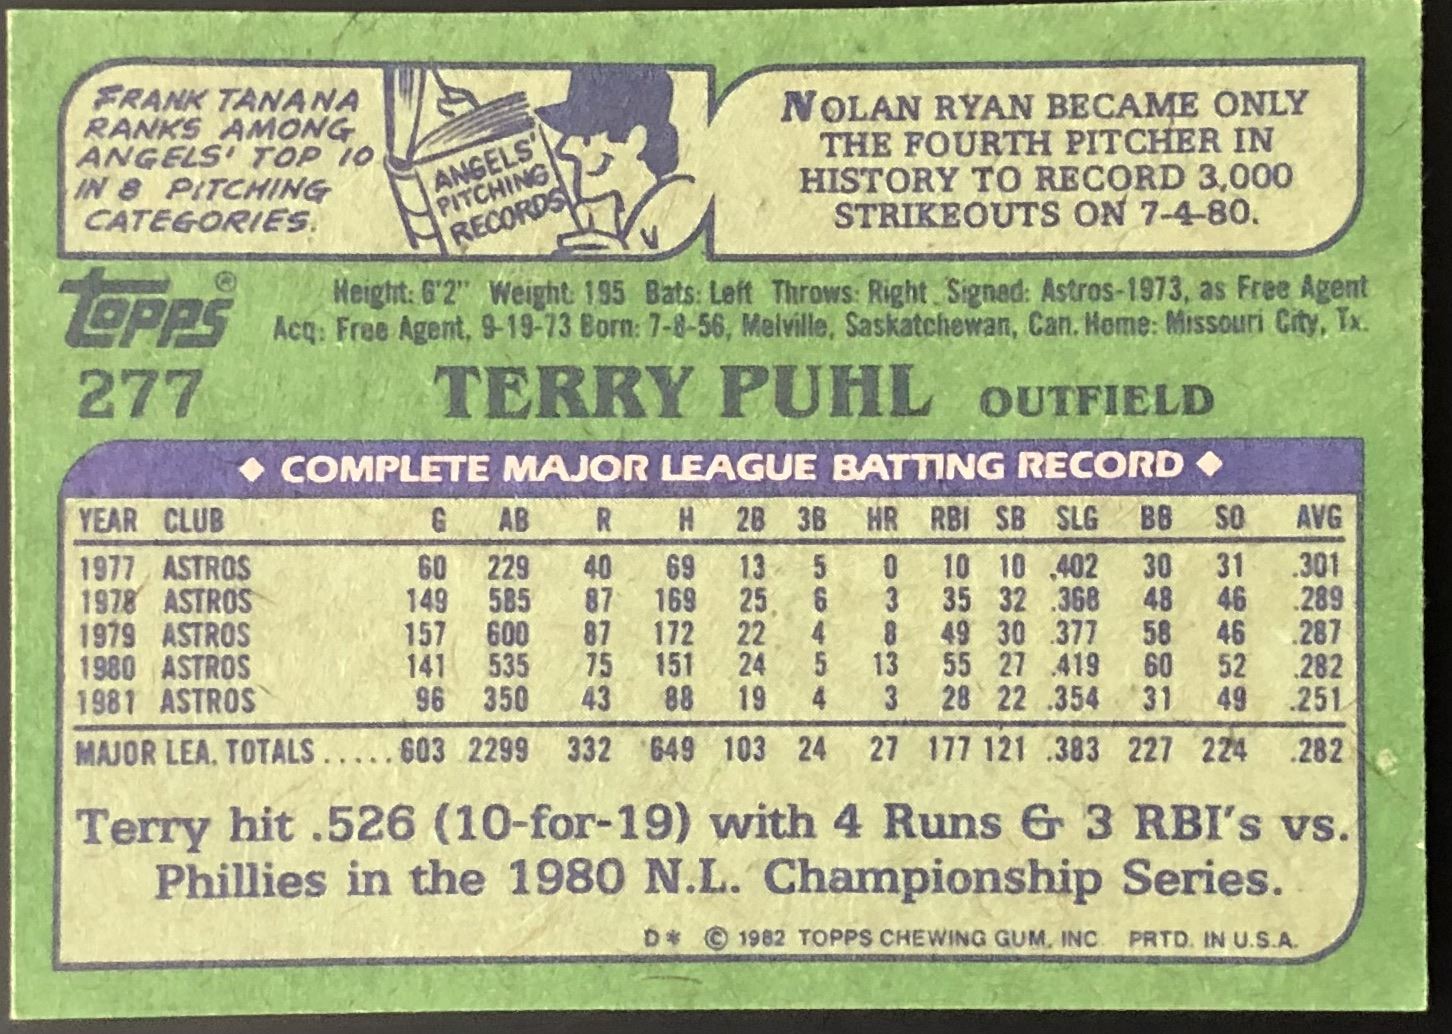 FRANK TANANA
RANKS AMONG
ANGELS' TOP 10
IN 8 PITCHING
CATEGORIES.
ANGELS'
PITCHING
RECORDS
NOLAN RYAN BECAME ONLY
THE FOURTH PITCHER IN
HISTORY TO RECORD 3,000
STRIKEOUTS ON 7-4-80.
TOPPS®
Height: 6'2" Weight: 195 Bats: Left Throws: Right Signed: Astros-1973, as Free Agent
Acq: Free Agent, 9-19-73 Born: 7-8-56, Melville, Saskatchewan, Can. Home: Missouri City, Tx.
277 TERRY PUHL OUTFIELD
◆ COMPLETE MAJOR LEAGUE BATTING RECORD ◆
YEAR CLUB G AB R H 2B 3B HR RBI SB SLG BB SO AVG
1977 ASTROS 60 229 40 69 13 5 0 10 10 .402 30 31 .301
1978 ASTROS 149 585 87 169 25 6 3 35 32 .368 48 46 .289
1979 ASTROS 157 600 87 172 22 4 8 49 30 .377 58 46 .287
1980 ASTROS 141 535 75 151 24 5 13 55 27 .419 60 52 .282
1981 ASTROS 96 350 43 88 19 4 3 28 22 .354 31 49 .251
MAJOR LEA. TOTALS ..... 603 2299 332 649 103 24 27 177 121 .383 227 224 .282
Terry hit .526 (10-for-19) with 4 Runs & 3 RBI's vs.
Phillies in the 1980 N.L. Championship Series.
D* © 1982 TOPPS CHEWING GUM, INC. PRTD. IN U.S.A.